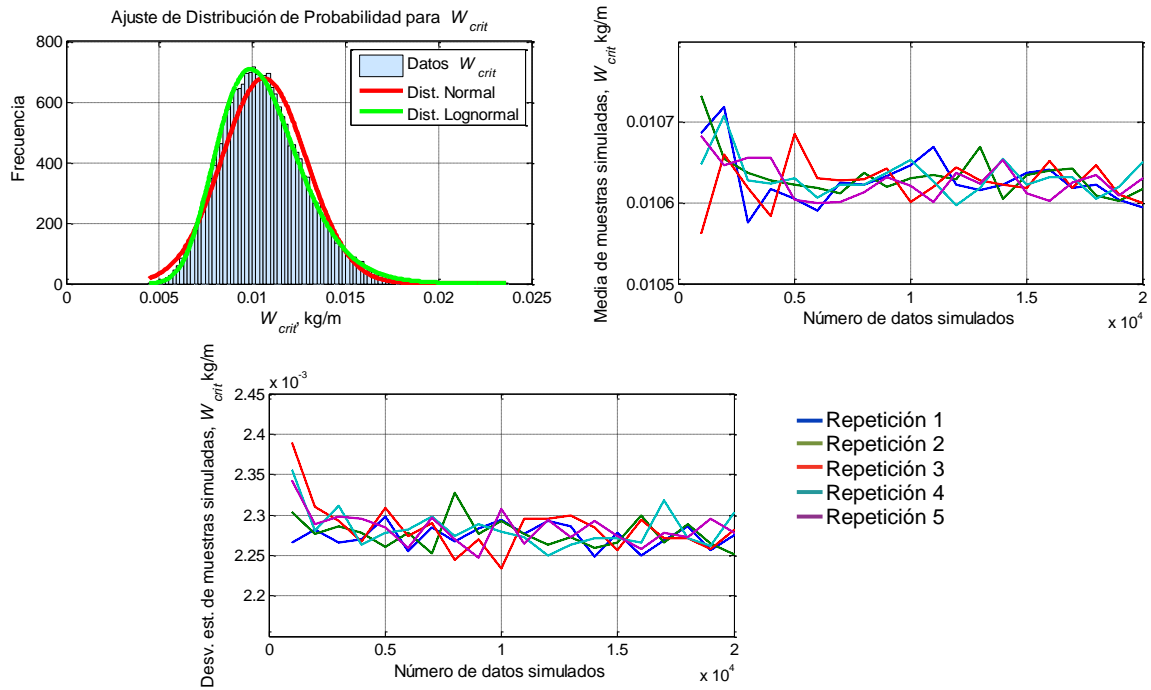 Ajuste de Distribución de Probabilidad para W crit
800
600
400
200
0
Frecuencia
Datos W crit
Dist. Normal
Dist. Lognormal
0 0.005 0.01 0.015 0.02 0.025
W crit, kg/m
Media de muestras simuladas, W crit kg/m
0.0107
0.0106
0.0105
0 0.5 1 1.5 2
Número de datos simulados
x 10^4
Desv. est. de muestras simuladas, W crit kg/m
x 10^-3
2.45
2.4
2.35
2.3
2.25
2.2
0 0.5 1 1.5 2
Número de datos simulados
x 10^4
Repetición 1
Repetición 2
Repetición 3
Repetición 4
Repetición 5